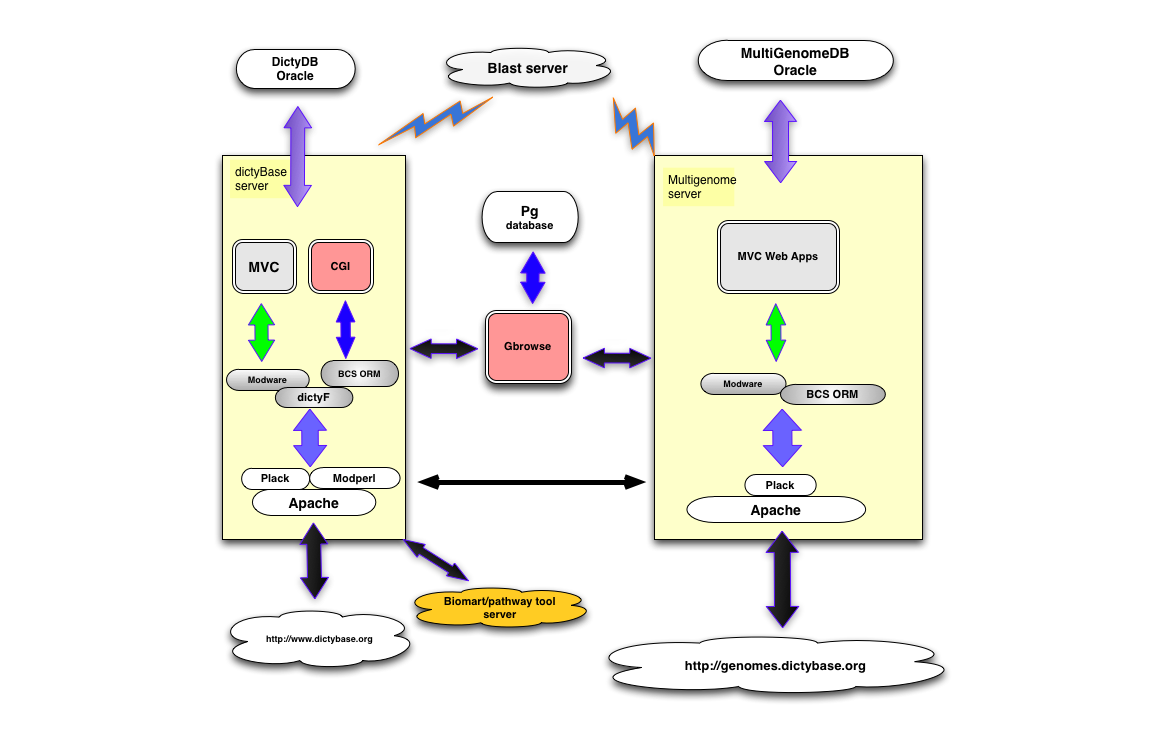 DictyDB
Oracle
Blast server
MultiGenomeDB
Oracle
dictyBase
server
Multigenome
server
Pg
database
MVC
CGI
MVC Web Apps
Gbrowse
Modware
BCS ORM
dictyF
Modware
BCS ORM
Plack
Modperl
Apache
Plack
Apache
Biomart/pathway tool
server
http://www.dictybase.org
http://genomes.dictybase.org